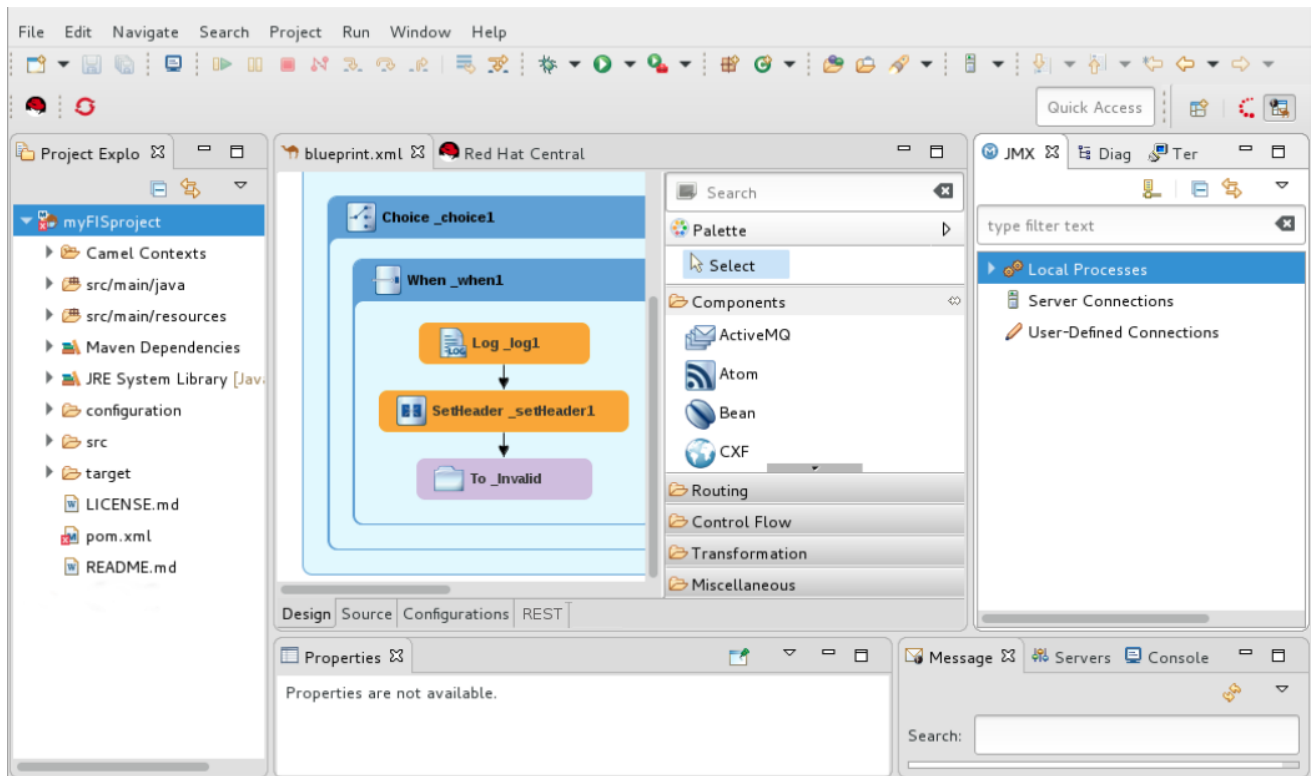 File Edit Navigate Search Project Run Window Help
Quick Access
Project Explo
myFISproject
Camel Contexts
src/main/java
src/main/resources
Maven Dependencies
JRE System Library [Java
configuration
src
target
LICENSE.md
pom.xml
README.md
blueprint.xml Red Hat Central
Choice _choice1
When _when1
Log _log1
SetHeader _setHeader1
To _Invalid
Search
Palette
Select
Components
ActiveMQ
Atom
Bean
CXF
Routing
Control Flow
Transformation
Miscellaneous
Design Source Configurations REST
JMX Diag Ter
type filter text
Local Processes
Server Connections
User-Defined Connections
Properties
Properties are not available.
Message Servers Console
Search: